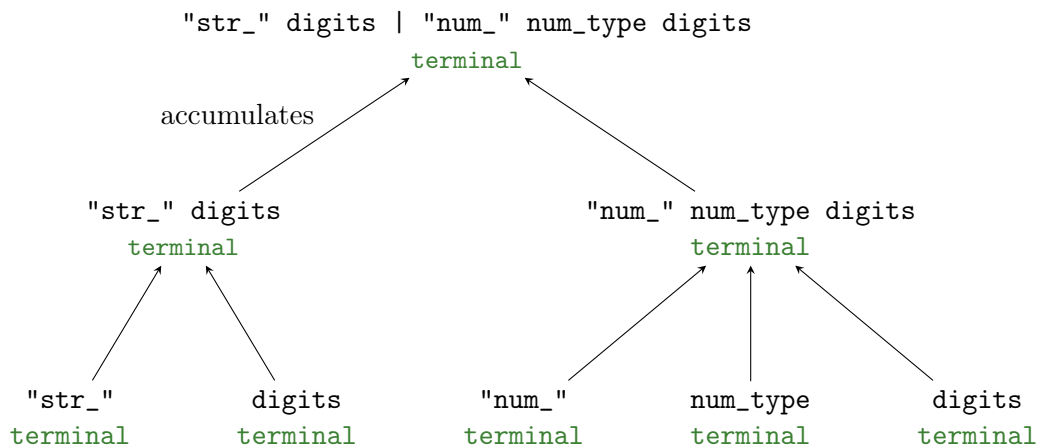 "str_" digits | "num_" num_type digits
terminal
accumulates
"str_" digits
terminal
"num_" num_type digits
terminal
"str_"
terminal
digits
terminal
"num_"
terminal
num_type
terminal
digits
terminal